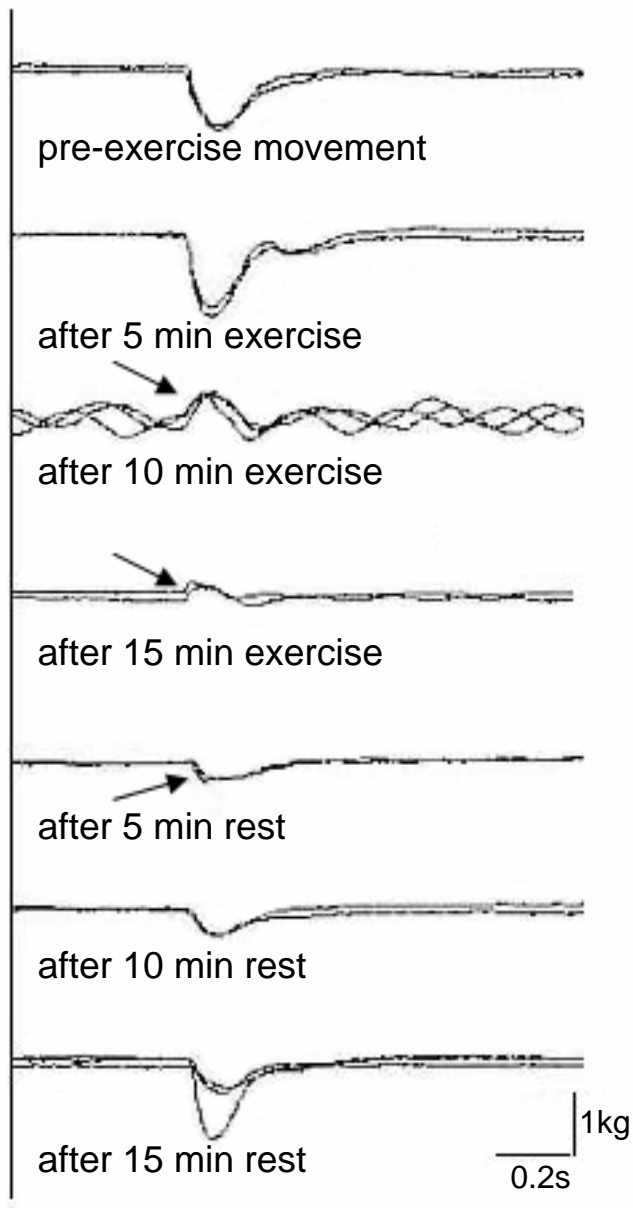 pre-exercise movement
after 5 min exercise
after 10 min exercise
after 15 min exercise
after 5 min rest
after 10 min rest
after 15 min rest
1kg
0.2s